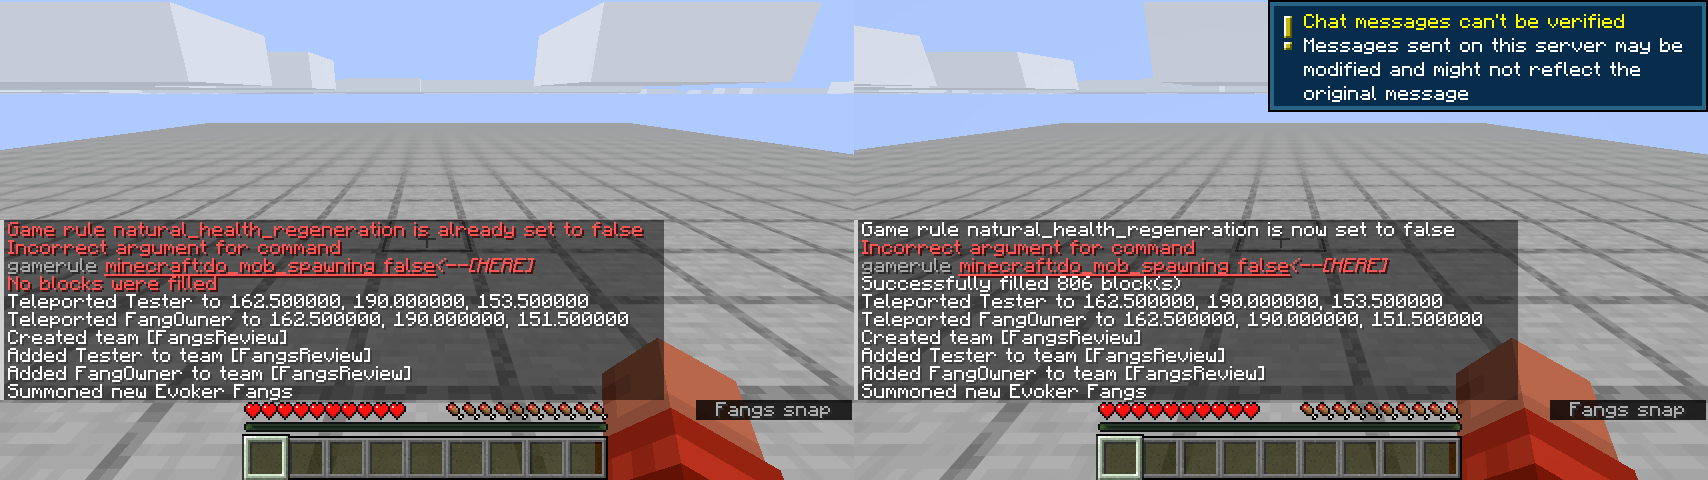 Game rule natural_health_regeneration is already set to false
Incorrect argument for command
gamerule minecraft:do_mob_spawning false<--[HERE]
No blocks were filled
Teleported Tester to 162.500000, 190.000000, 153.500000
Teleported FangOwner to 162.500000, 190.000000, 151.500000
Created team [FangsReview]
Added Tester to team [FangsReview]
Added FangOwner to team [FangsReview]
Summoned new Evoker Fangs
Fangs snap
Chat messages can't be verified
Messages sent on this server may be
modified and might not reflect the
original message
Game rule natural_health_regeneration is now set to false
Incorrect argument for command
gamerule minecraft:do_mob_spawning false<--[HERE]
Successfully filled 806 block(s)
Teleported Tester to 162.500000, 190.000000, 153.500000
Teleported FangOwner to 162.500000, 190.000000, 151.500000
Created team [FangsReview]
Added Tester to team [FangsReview]
Added FangOwner to team [FangsReview]
Summoned new Evoker Fangs
Fangs snap